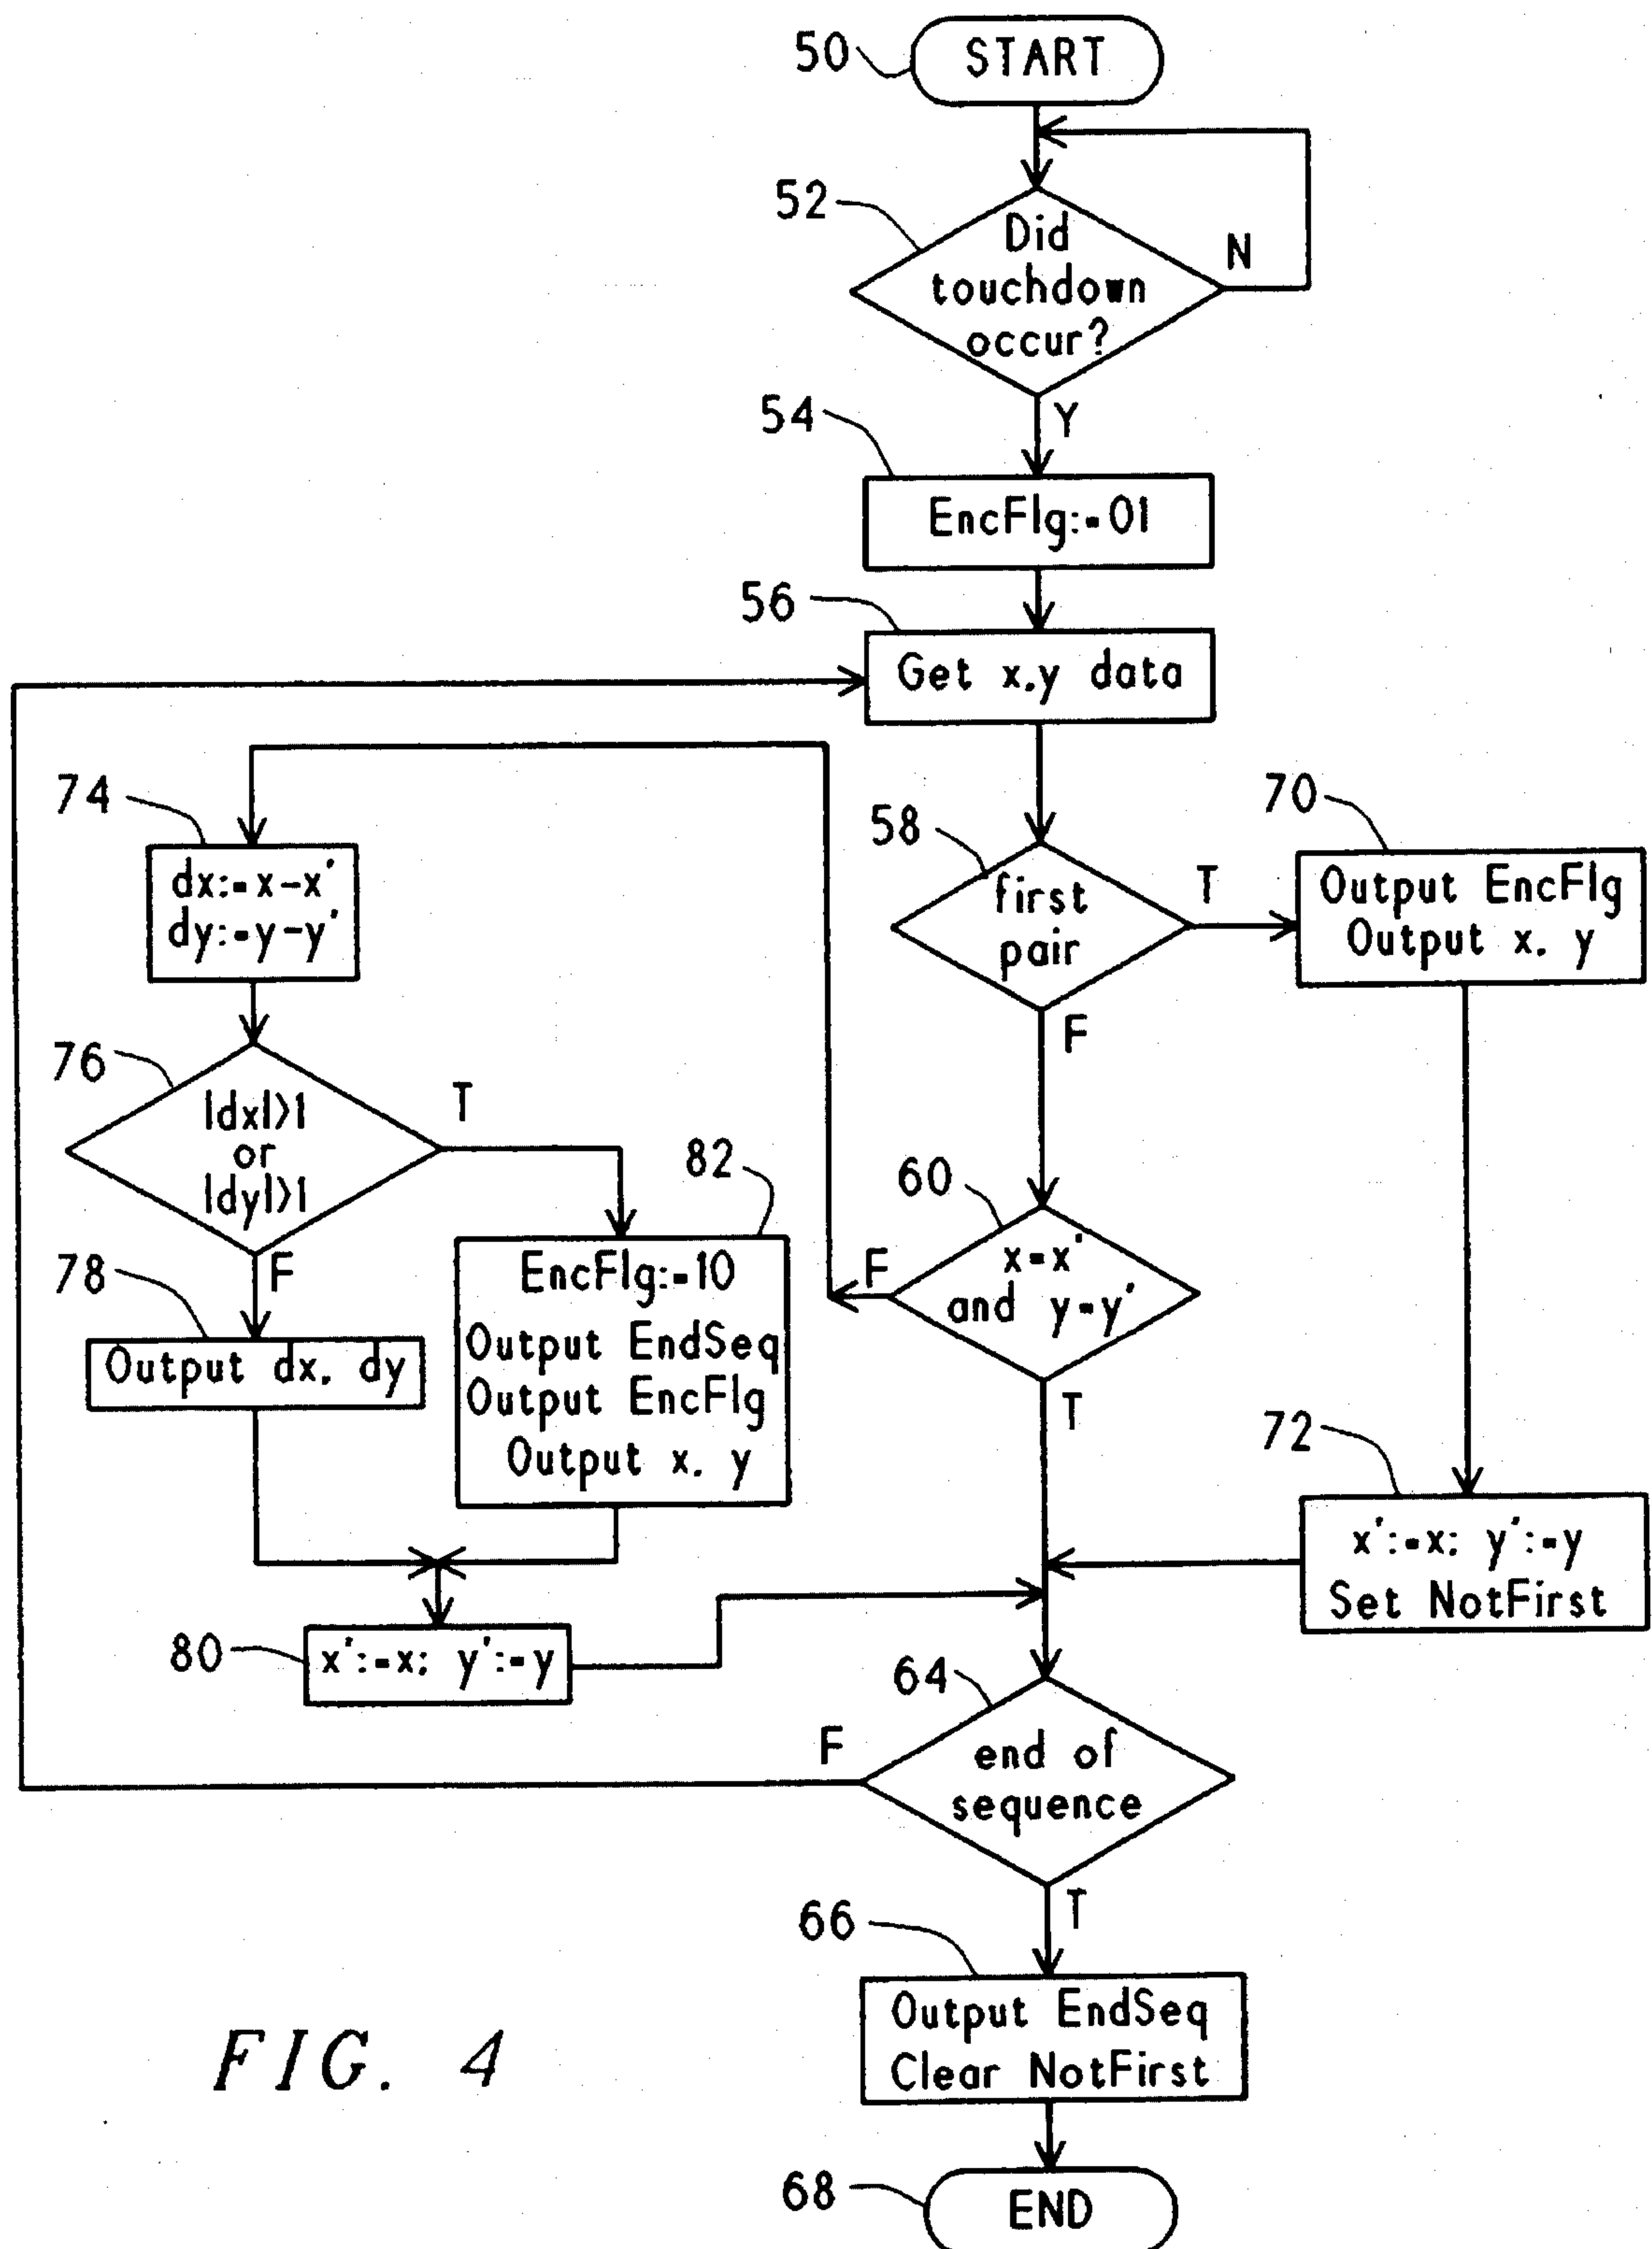 50
START
52
Did
touchdown
occur?
N
Y
54
EncFlg:=01
56
Get x,y data
58
first
pair
T
F
70
Output EncFlg
Output x, y
74
dx:=x-x'
dy:=y-y'
76
|dx|>1
or
|dy|>1
T
F
60
x=x'
and y=y'
F
T
82
EncFlg:=10
Output EndSeq
Output EncFlg
Output x, y
78
Output dx, dy
72
x':=x; y':=y
Set NotFirst
80
x':=x; y':=y
64
end of
sequence
F
T
66
Output EndSeq
Clear NotFirst
68
END
FIG. 4